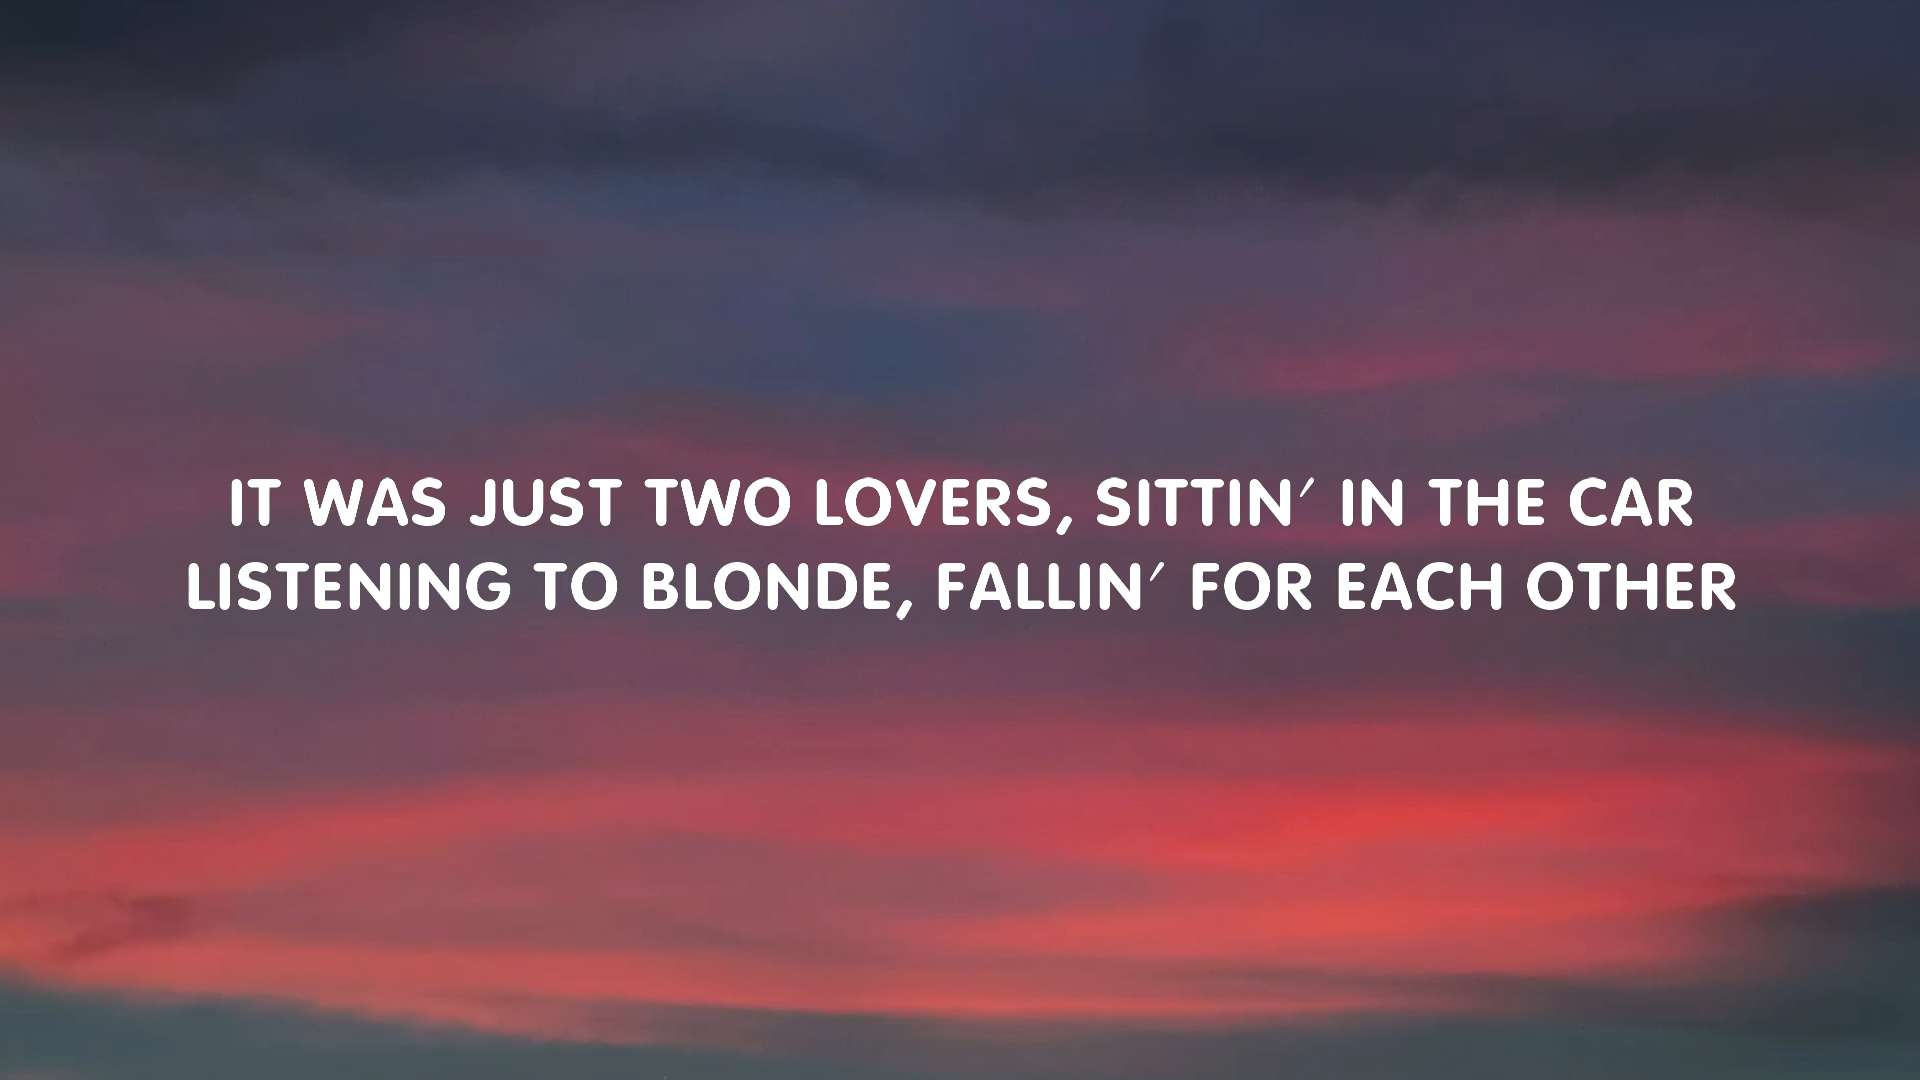 IT WAS JUST TWO LOVERS, SITTIN′ IN THE CAR
LISTENING TO BLONDE, FALLIN′ FOR EACH OTHER